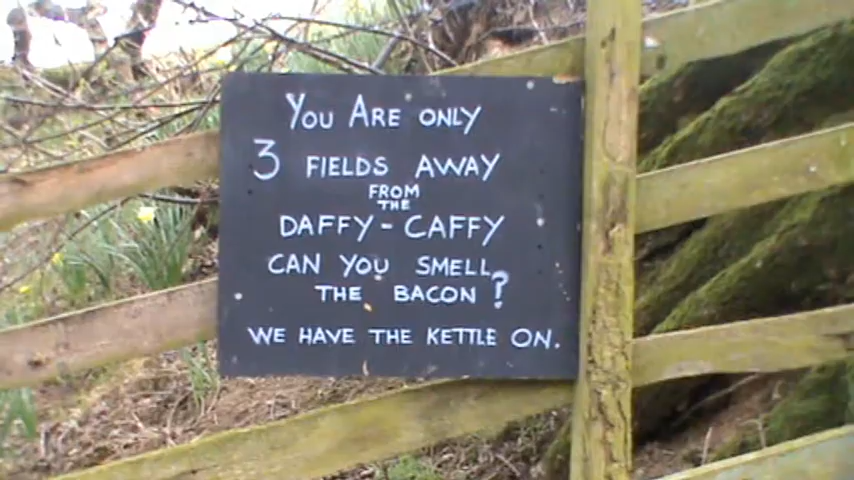 You Are only
3 fields away
from
the
Daffy-Caffy
can you smell
the bacon?
we have the kettle on.